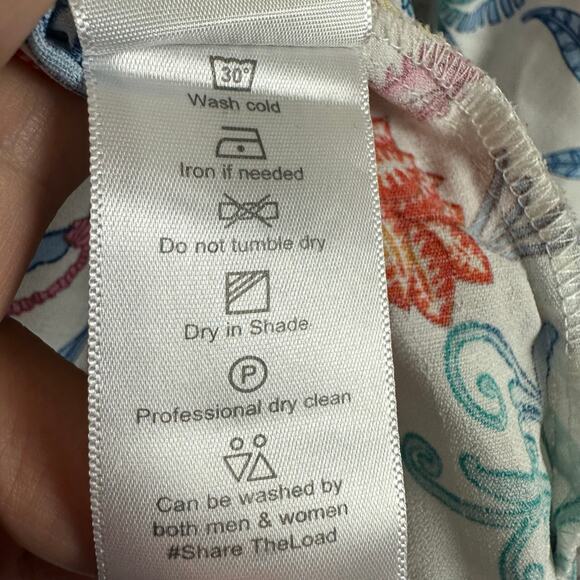 30°
Wash cold
Iron if needed
Do not tumble dry
Dry in Shade
P
Professional dry clean
Can be washed by
both men & women
#Share TheLoad